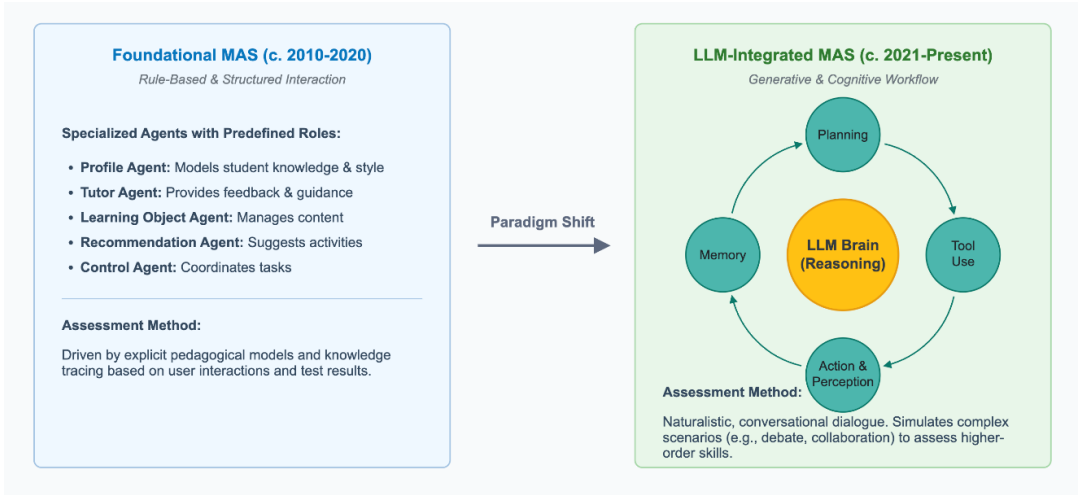 Foundational MAS (c. 2010-2020)
Rule-Based & Structured Interaction
Specialized Agents with Predefined Roles:
• Profile Agent: Models student knowledge & style
• Tutor Agent: Provides feedback & guidance
• Learning Object Agent: Manages content
• Recommendation Agent: Suggests activities
• Control Agent: Coordinates tasks
Assessment Method:
Driven by explicit pedagogical models and knowledge
tracing based on user interactions and test results.
Paradigm Shift
LLM-Integrated MAS (c. 2021-Present)
Generative & Cognitive Workflow
Planning
Memory
LLM Brain
(Reasoning)
Tool
Use
Action &
Perception
Assessment Method:
Naturalistic, conversational dialogue. Simulates complex
scenarios (e.g., debate, collaboration) to assess higher-
order skills.